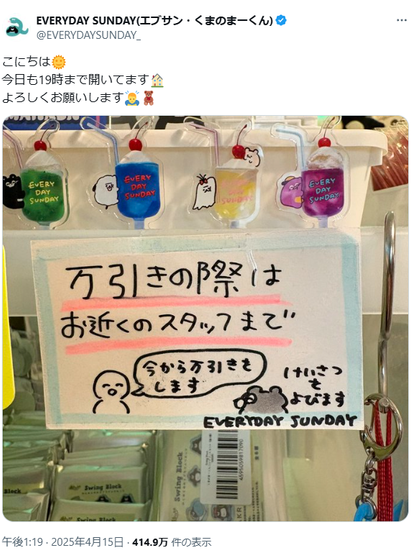 EVERYDAY SUNDAY(エブサン・くまのまーくん)
@EVERYDAYSUNDAY_
こにちは🌞
今日も19時まで開いてます🏠
よろしくお願いします🙇‍♂️🧸
EVERY DAY SUNDAY
EVERY DAY SUNDAY
SUNDAY
EVERY DAY SUNDAY
万引きの際は
お近くのスタッフまで
今から万引きを
します
けいさつ
を
よびます
EVERYDAY SUNDAY
Swing Block
Swing Block
午後1:19 · 2025年4月15日 · 414.9万 件の表示